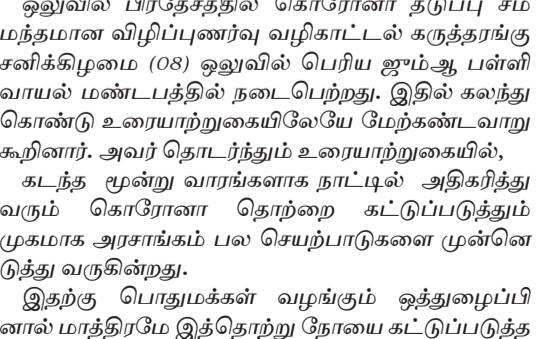 ஒலுவில் பிரதேசத்தில் கொரோனா தடுப்பு சம்
மந்தமான விழிப்புணர்வு வழிகாட்டல் கருத்தரங்கு
சனிக்கிழமை (08) ஒலுவில் பெரிய ஜும்ஆ பள்ளி
வாயல் மண்டபத்தில் நடைபெற்றது. இதில் கலந்து
கொண்டு உரையாற்றுகையிலேயே மேற்கண்டவாறு
கூறினார். அவர் தொடர்ந்தும் உரையாற்றுகையில்,
கடந்த மூன்று வாரங்களாக நாட்டில் அதிகரித்து
வரும் கொரோனா தொற்றை கட்டுப்படுத்தும்
முகமாக அரசாங்கம் பல செயற்பாடுகளை முன்னெ
டுத்து வருகின்றது.
இதற்கு பொதுமக்கள் வழங்கும் ஒத்துழைப்பி
னால் மாத்திரமே இத்தொற்று நோயை கட்டுப்படுத்த